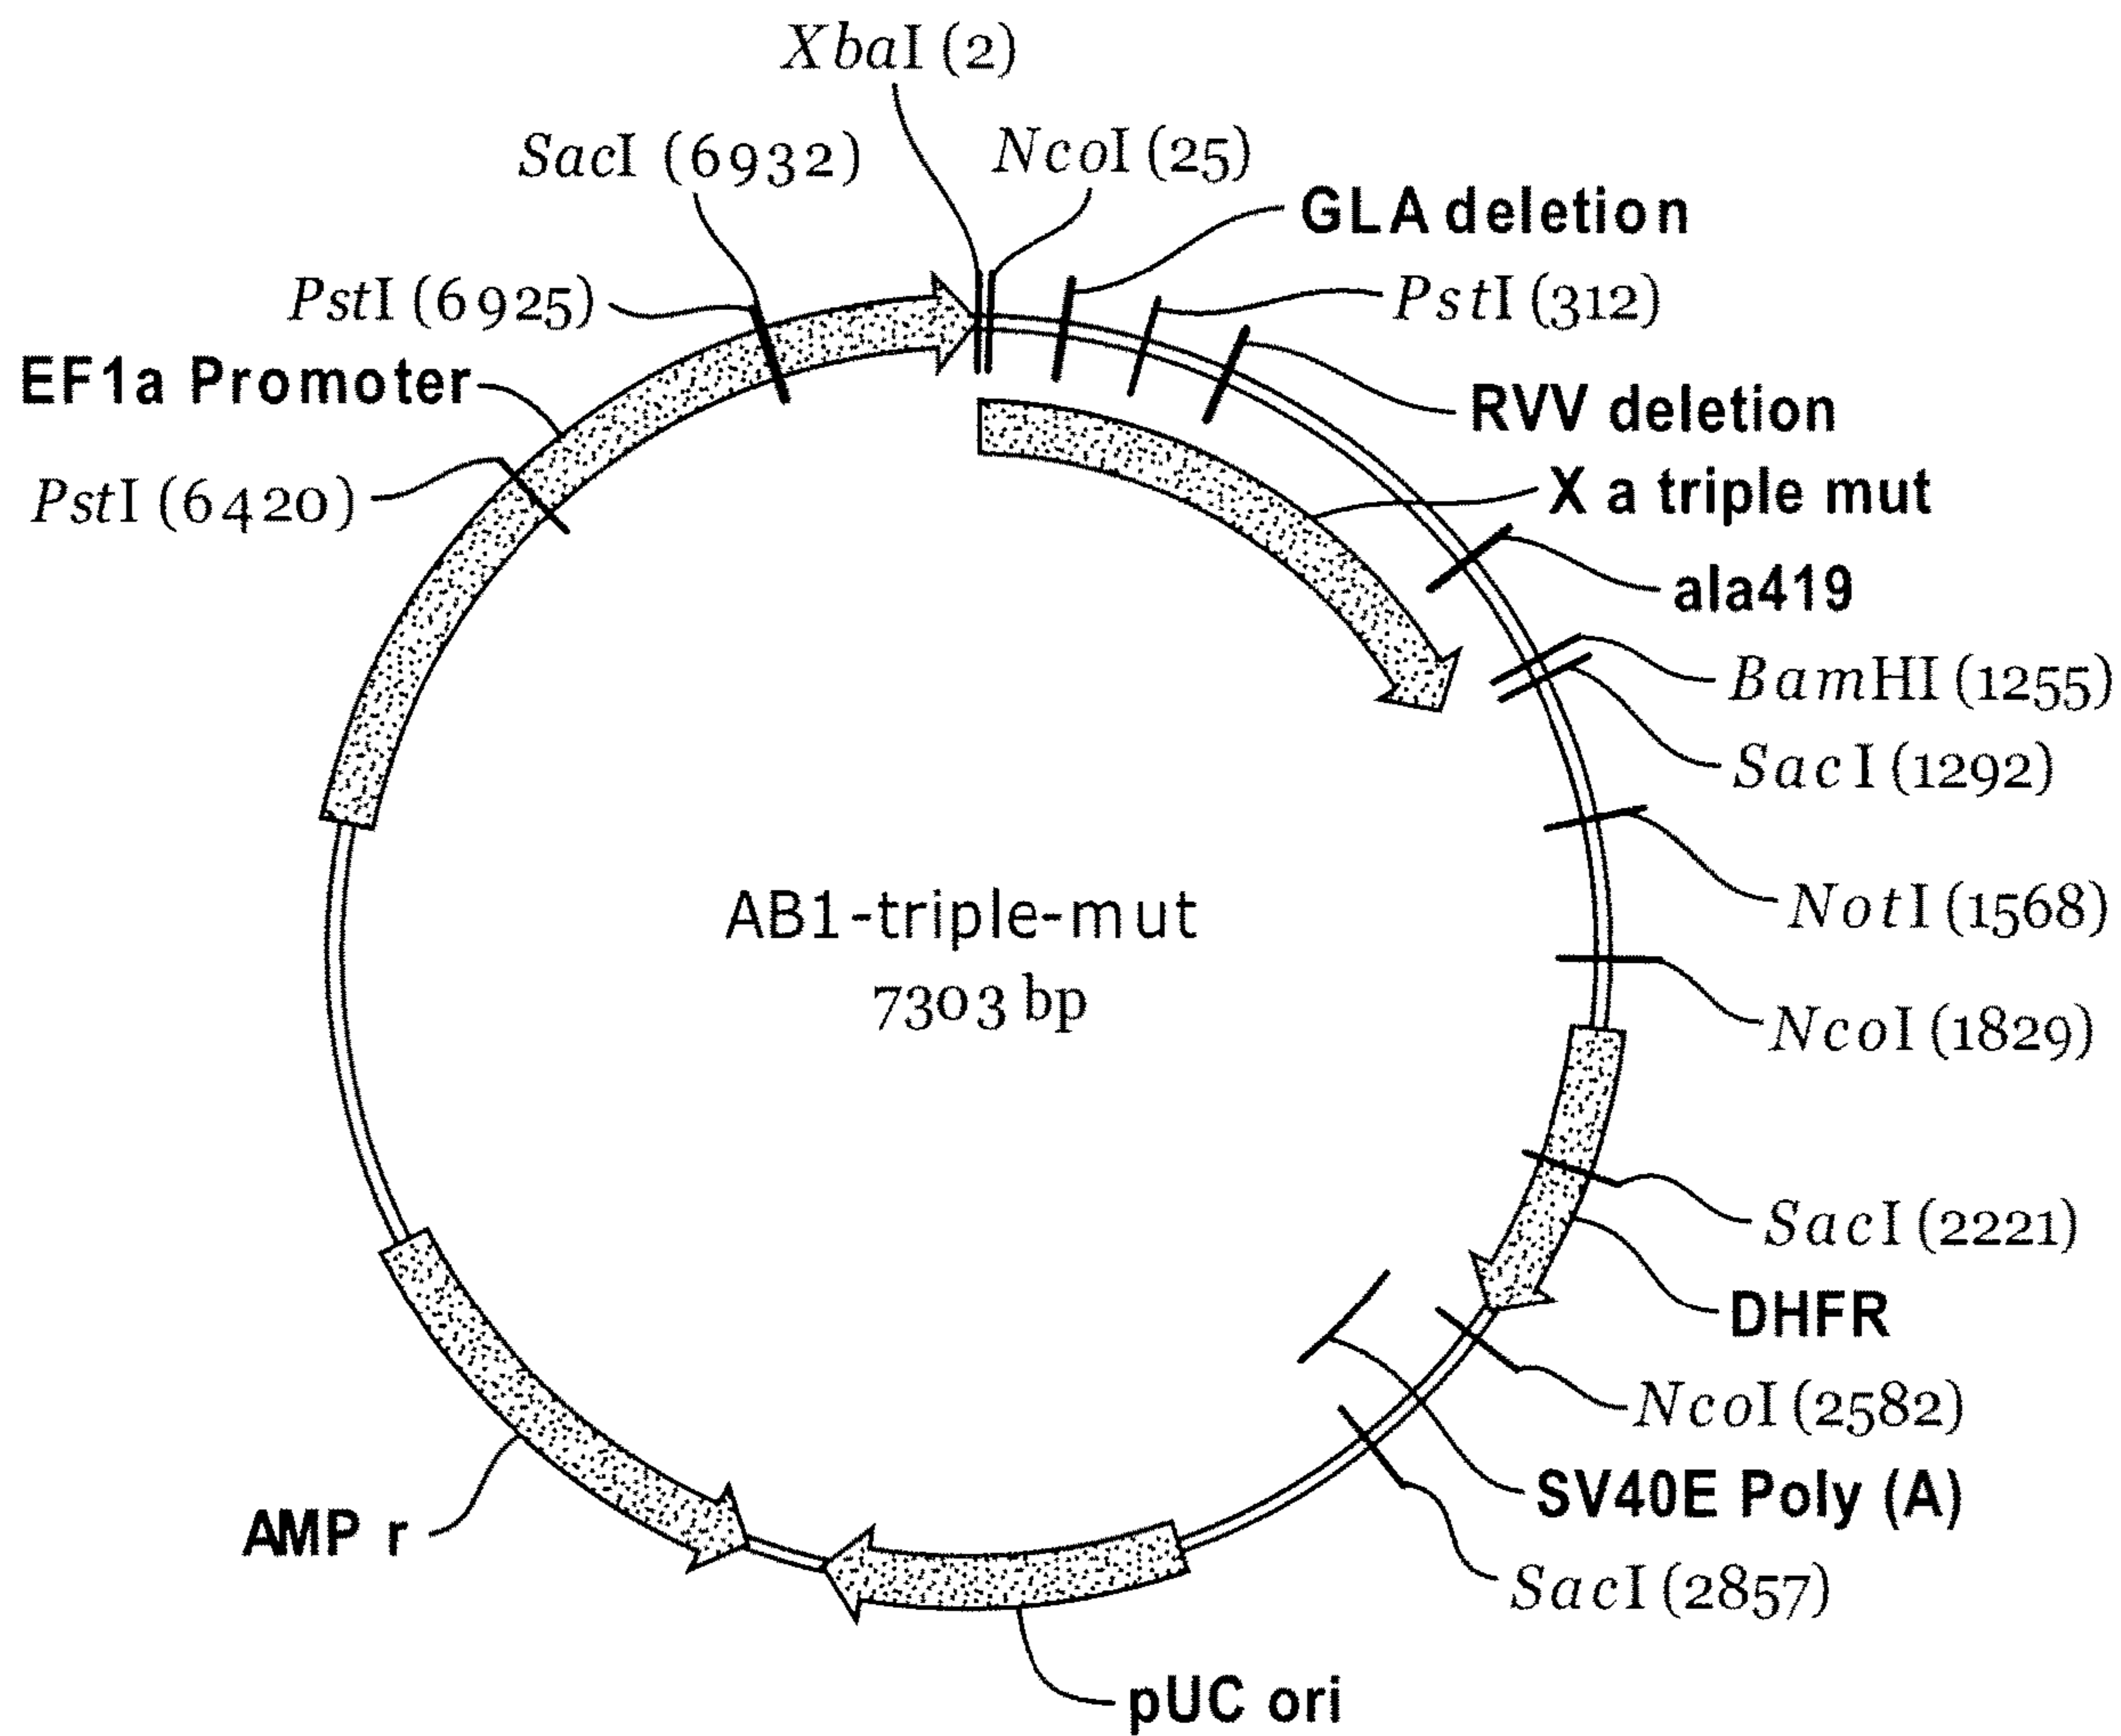 XbaI (2)
SacI (6932)
NcoI (25)
GLA deletion
PstI (6925)
PstI (312)
EF1a Promoter
RVV deletion
PstI (6420)
X a triple mut
ala419
BamHI (1255)
SacI (1292)
AB1-triple-mut
7303 bp
NotI (1568)
NcoI (1829)
SacI (2221)
DHFR
NcoI (2582)
SV40E Poly (A)
AMP r
SacI (2857)
pUC ori